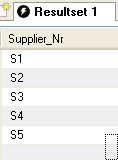 Resultset 1
Supplier_Nr
S1
S2
S3
S4
S5